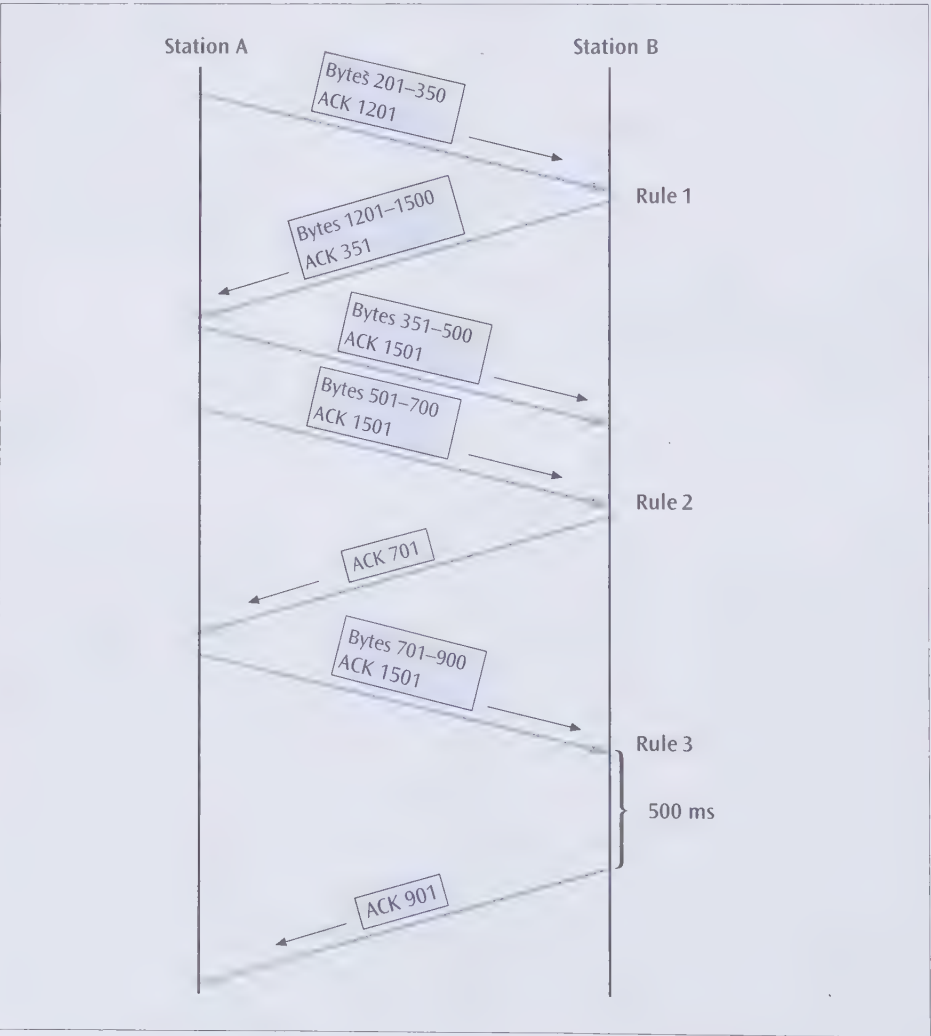 Station A
Station B
Bytes 201–350
ACK 1201
Rule 1
Bytes 1201–1500
ACK 351
Bytes 351–500
ACK 1501
Bytes 501–700
ACK 1501
Rule 2
ACK 701
Bytes 701–900
ACK 1501
Rule 3
500 ms
ACK 901